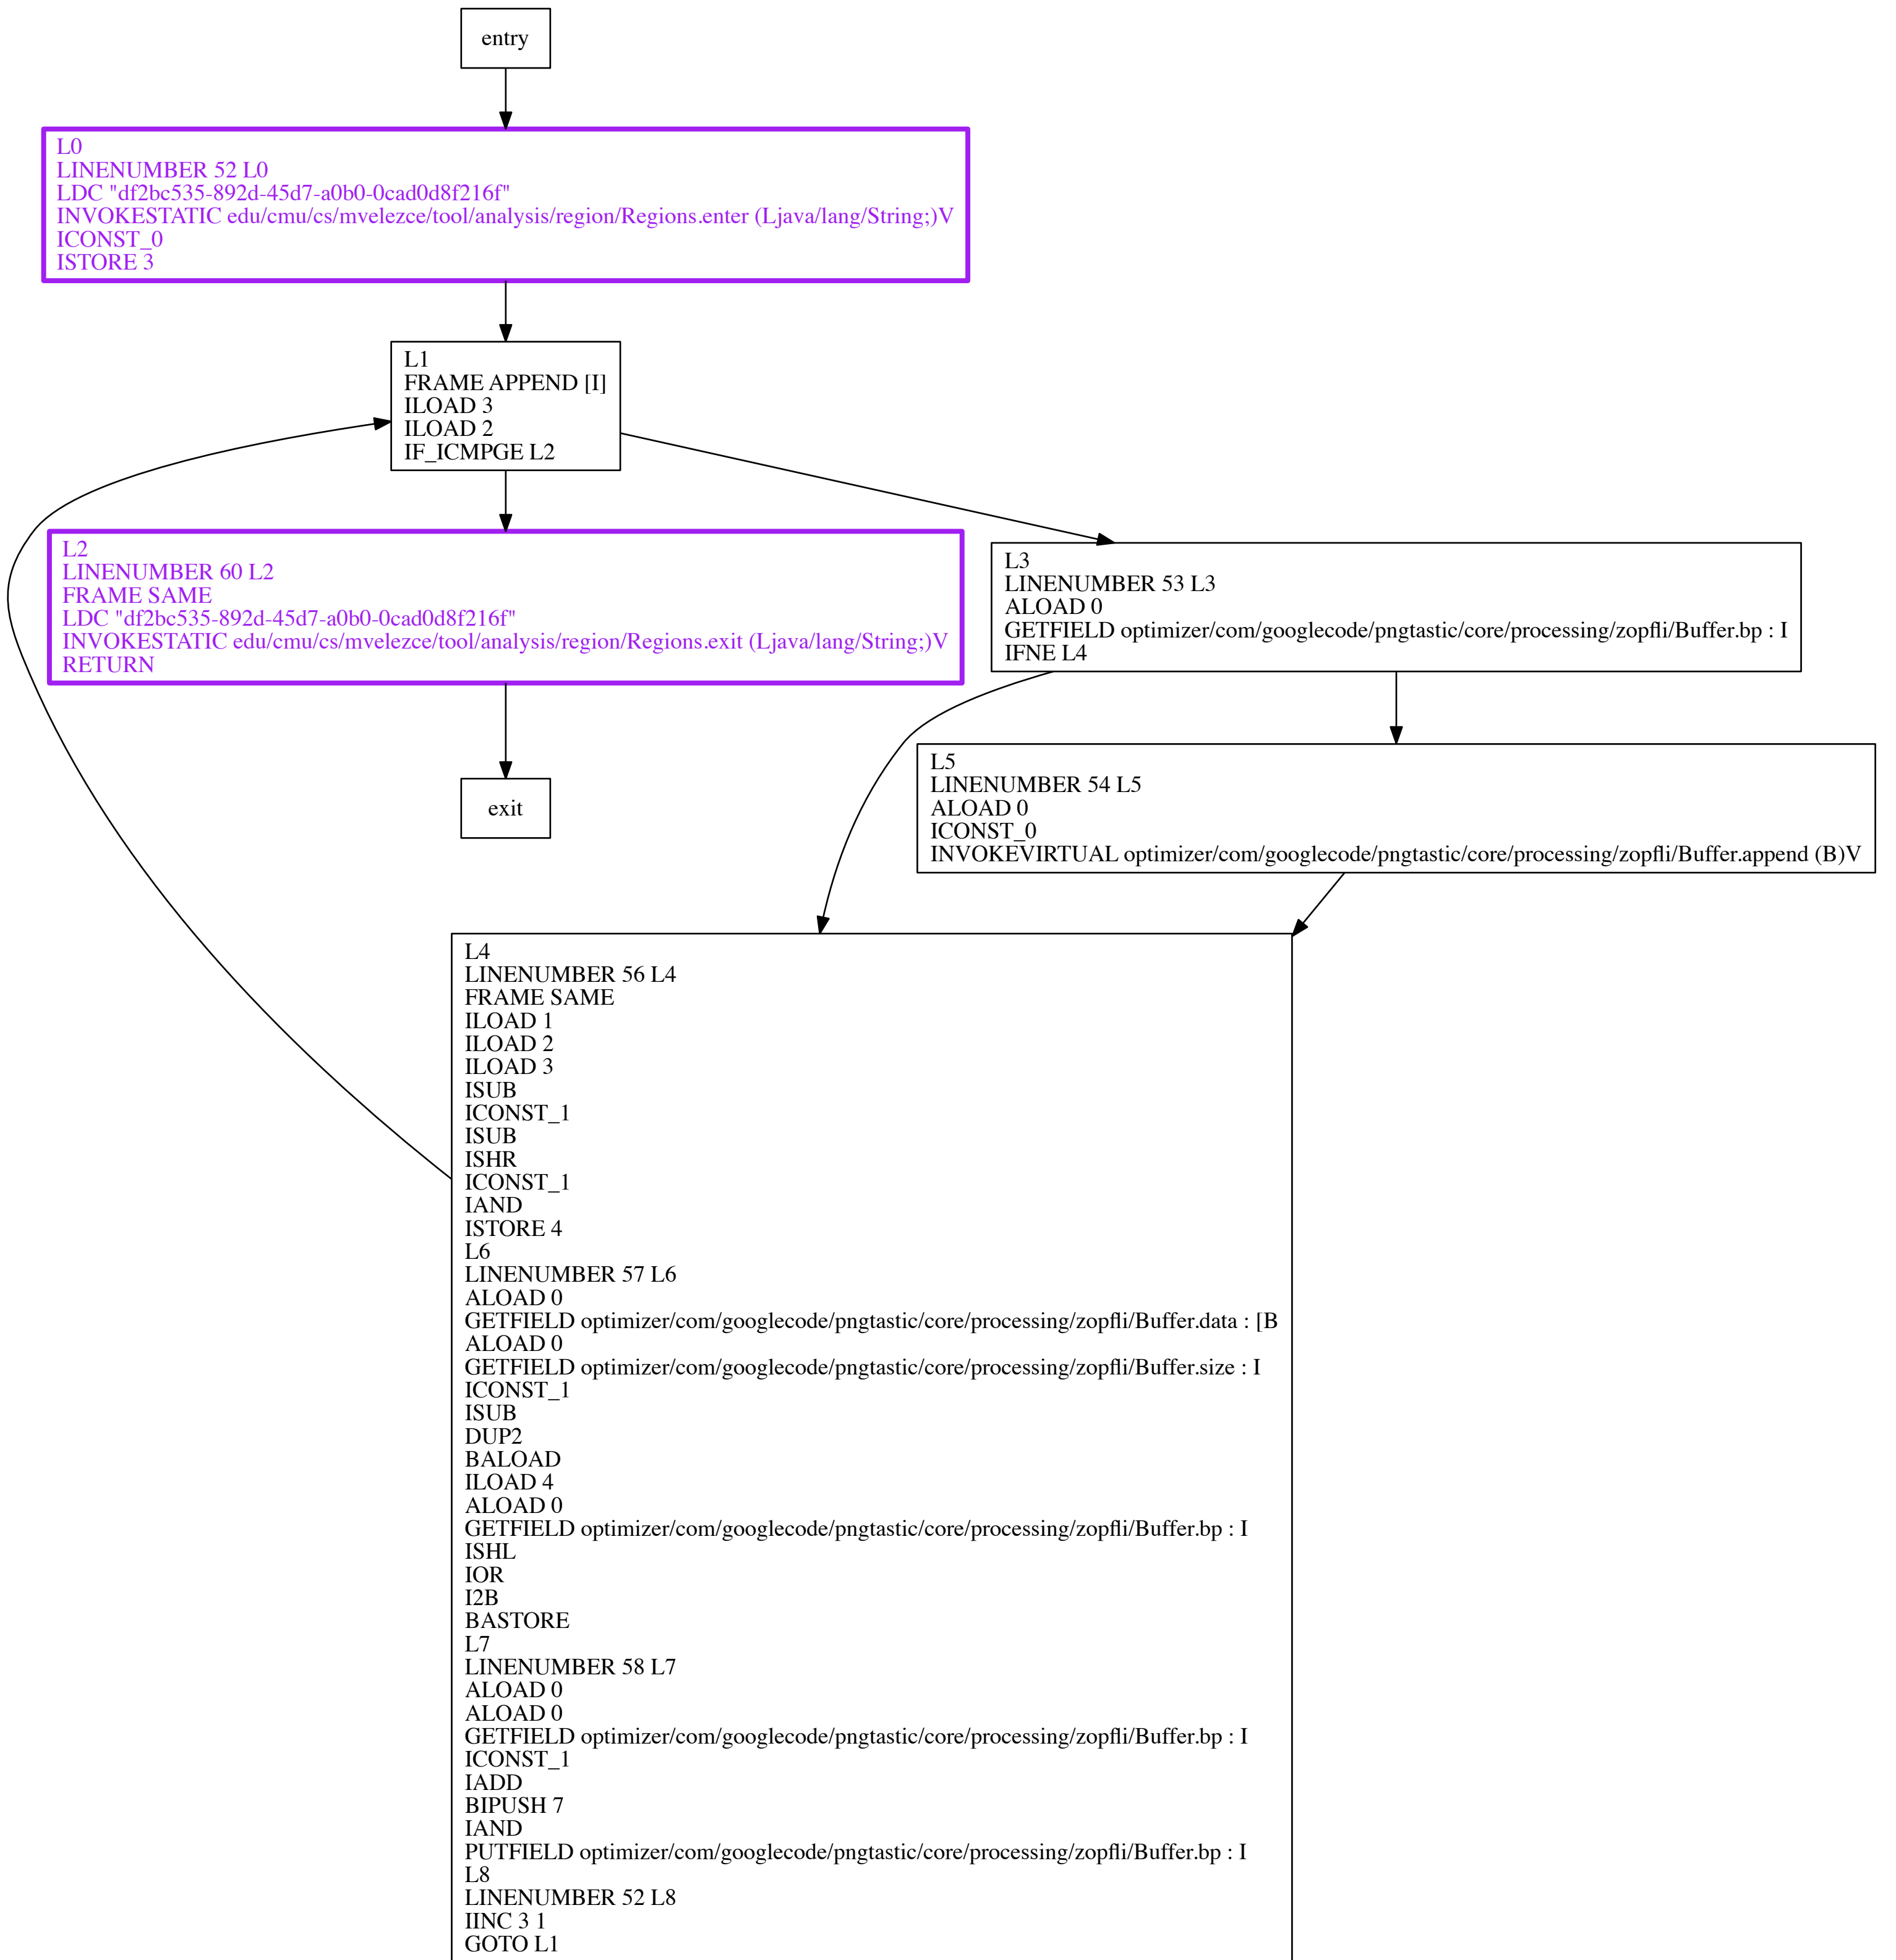 entry
L0
LINENUMBER 52 L0
LDC "df2bc535-892d-45d7-a0b0-0cad0d8f216f"
INVOKESTATIC edu/cmu/cs/mvelezce/tool/analysis/region/Regions.enter (Ljava/lang/String;)V
ICONST_0
ISTORE 3
L1
FRAME APPEND [I]
ILOAD 3
ILOAD 2
IF_ICMPGE L2
L2
LINENUMBER 60 L2
FRAME SAME
LDC "df2bc535-892d-45d7-a0b0-0cad0d8f216f"
INVOKESTATIC edu/cmu/cs/mvelezce/tool/analysis/region/Regions.exit (Ljava/lang/String;)V
RETURN
L3
LINENUMBER 53 L3
ALOAD 0
GETFIELD optimizer/com/googlecode/pngtastic/core/processing/zopfli/Buffer.bp : I
IFNE L4
exit
L5
LINENUMBER 54 L5
ALOAD 0
ICONST_0
INVOKEVIRTUAL optimizer/com/googlecode/pngtastic/core/processing/zopfli/Buffer.append (B)V
L4
LINENUMBER 56 L4
FRAME SAME
ILOAD 1
ILOAD 2
ILOAD 3
ISUB
ICONST_1
ISUB
ISHR
ICONST_1
IAND
ISTORE 4
L6
LINENUMBER 57 L6
ALOAD 0
GETFIELD optimizer/com/googlecode/pngtastic/core/processing/zopfli/Buffer.data : [B
ALOAD 0
GETFIELD optimizer/com/googlecode/pngtastic/core/processing/zopfli/Buffer.size : I
ICONST_1
ISUB
DUP2
BALOAD
ILOAD 4
ALOAD 0
GETFIELD optimizer/com/googlecode/pngtastic/core/processing/zopfli/Buffer.bp : I
ISHL
IOR
I2B
BASTORE
L7
LINENUMBER 58 L7
ALOAD 0
ALOAD 0
GETFIELD optimizer/com/googlecode/pngtastic/core/processing/zopfli/Buffer.bp : I
ICONST_1
IADD
BIPUSH 7
IAND
PUTFIELD optimizer/com/googlecode/pngtastic/core/processing/zopfli/Buffer.bp : I
L8
LINENUMBER 52 L8
IINC 3 1
GOTO L1